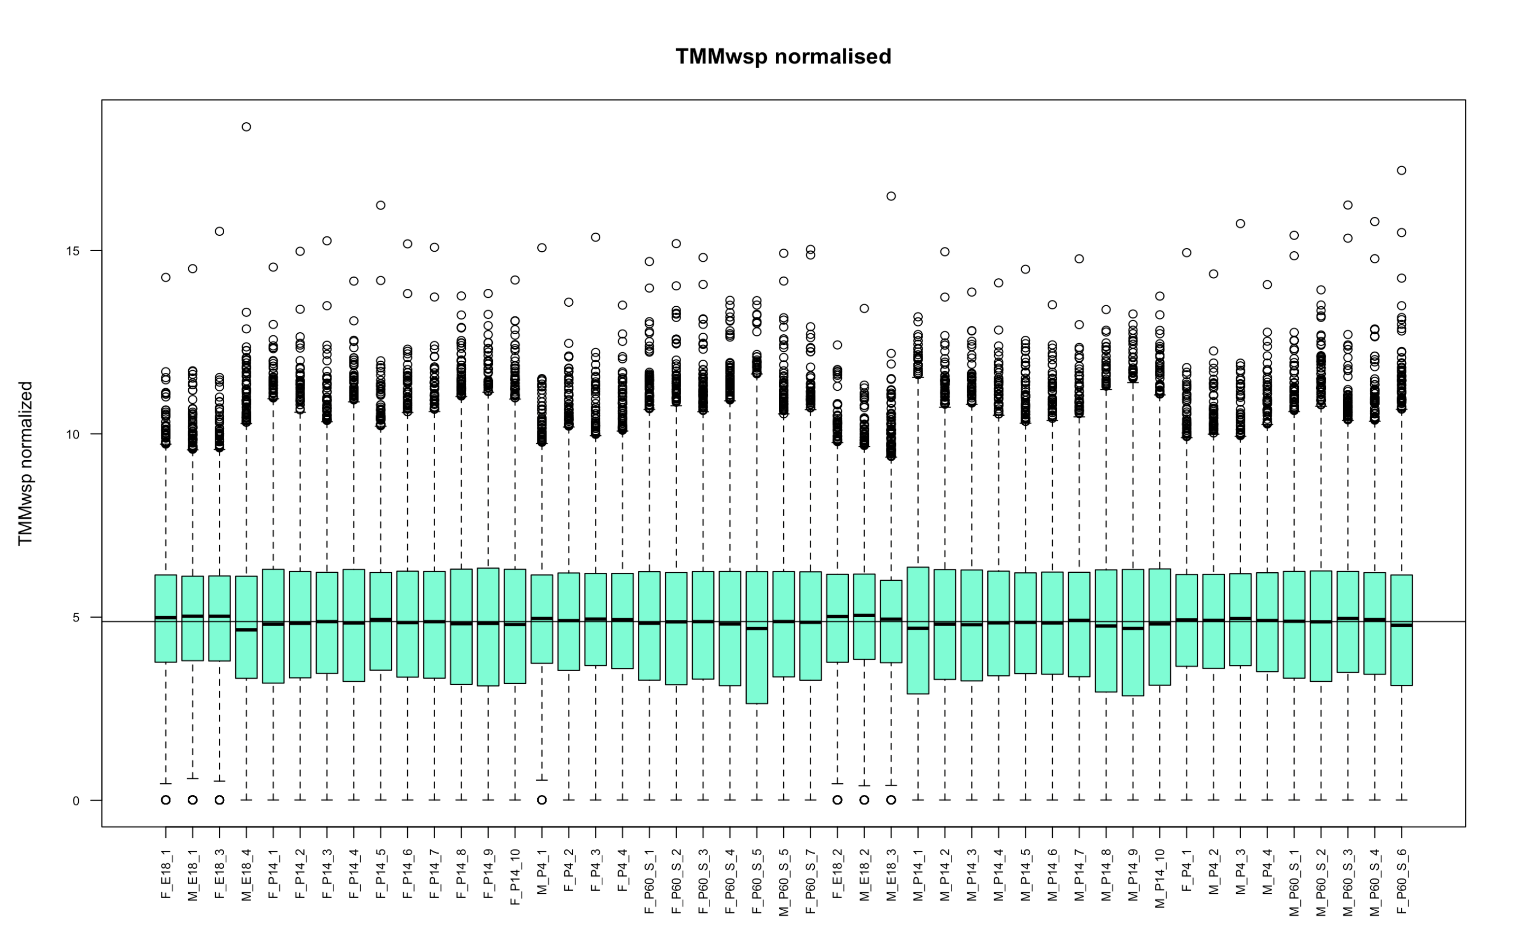 TMMwsp normalised
TMMwsp normalized
15
10
5
0
F_E18_1
M_E18_1
F_E18_3
M_E18_4
F_P14_1
F_P14_2
F_P14_3
F_P14_4
F_P14_5
F_P14_6
F_P14_7
F_P14_8
F_P14_9
F_P14_10
M_P4_1
F_P4_2
F_P4_3
F_P4_4
F_P60_S_1
F_P60_S_2
F_P60_S_3
F_P60_S_4
F_P60_S_5
M_P60_S_5
F_P60_S_7
F_E18_2
M_E18_2
M_E18_3
M_P14_1
M_P14_2
M_P14_3
M_P14_4
M_P14_5
M_P14_6
M_P14_7
M_P14_8
M_P14_9
M_P14_10
F_P4_1
M_P4_2
M_P4_3
M_P4_4
M_P60_S_1
M_P60_S_2
M_P60_S_3
M_P60_S_4
F_P60_S_6